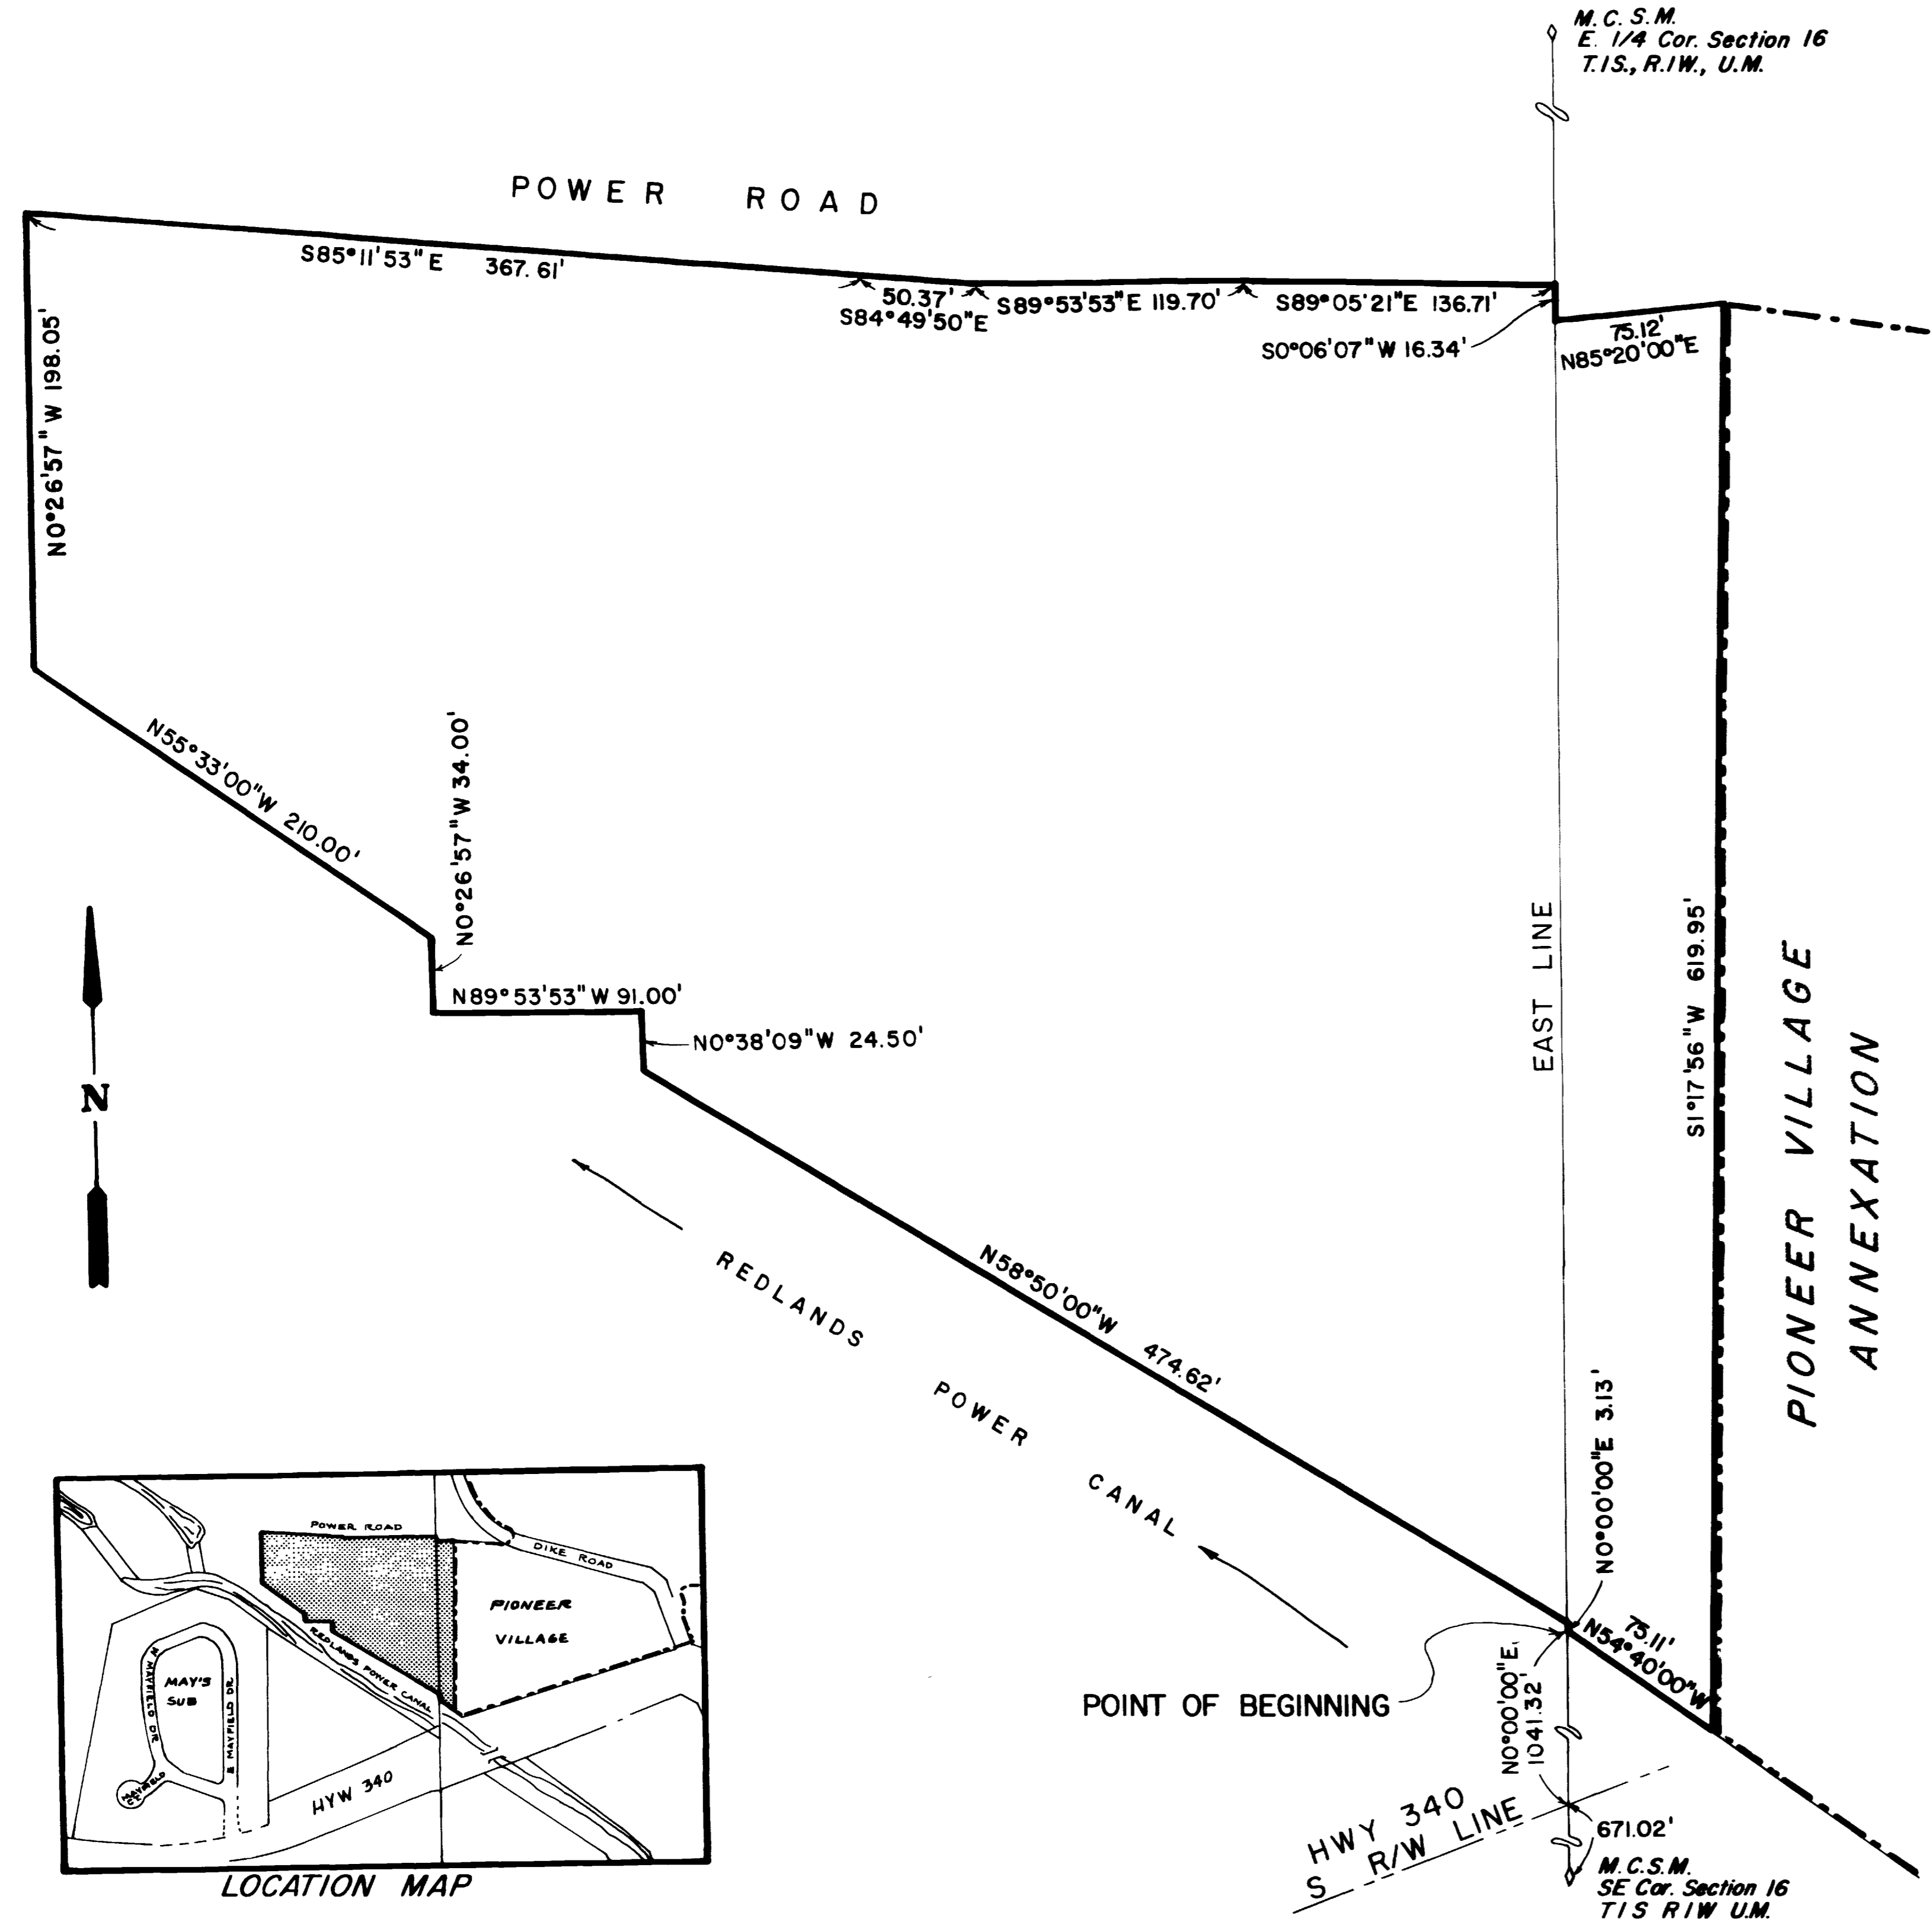 M.C.S.M.
E. 1/4 Cor. Section 16
T.1S., R.1W., U.M.
POWER ROAD
S85°11'53"E 367.61'
50.37'
S84°49'50"E
S89°53'53"E 119.70'
S89°05'21"E 136.71'
S0°06'07"W 16.34'
75.12'
N85°20'00"E
N0°26'57"W 198.05'
N55°33'00"W 210.00'
N0°26'57"W 34.00'
N89°53'53"W 91.00'
N0°38'09"W 24.50'
N
EAST LINE
S1°17'56"W 619.95'
PIONEER VILLAGE
ANNEXATION
REDLANDS POWER CANAL
N58°50'00"W 474.62'
N0°00'00"E 3.13'
75.11'
N54°40'00"W
POINT OF BEGINNING
N0°00'00"E
1041.32'
HWY 340
S R/W LINE
671.02'
M.C.S.M.
SE Cor. Section 16
T1S R1W U.M.
POWER ROAD
DIKE ROAD
PIONEER
VILLAGE
REDLANDS POWER CANAL
MAY'S
SUB
W MAYFIELD DR.
E MAYFIELD DR.
MAYFIELD
HYW 340
LOCATION MAP